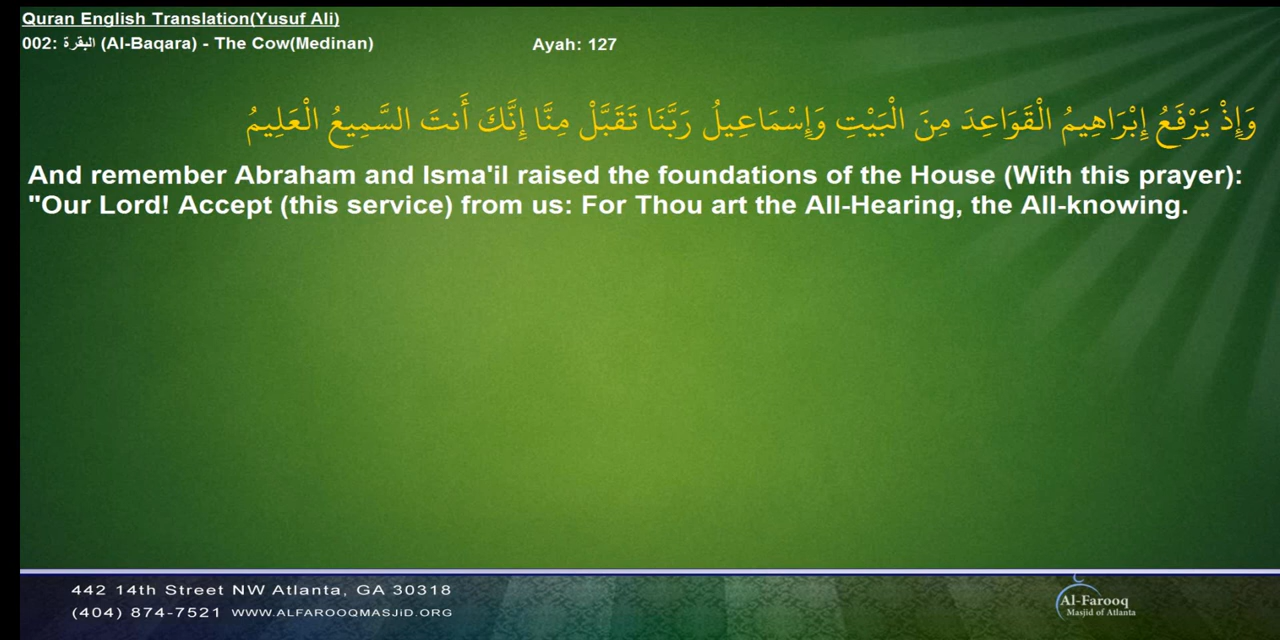 Quran English Translation(Yusuf Ali)
002: البقرة (Al-Baqara) - The Cow(Medinan)
Ayah: 127
وَإِذْ يَرْفَعُ إِبْرَاهِيمُ الْقَوَاعِدَ مِنَ الْبَيْتِ وَإِسْمَاعِيلُ رَبَّنَا تَقَبَّلْ مِنَّا إِنَّكَ أَنتَ السَّمِيعُ الْعَلِيمُ
And remember Abraham and Isma'il raised the foundations of the House (With this prayer):
"Our Lord! Accept (this service) from us: For Thou art the All-Hearing, the All-knowing.
442 14th Street NW Atlanta, GA 30318
(404) 874-7521 WWW.ALFAROOQMASJiD.ORG
Al-Farooq
Masjid of Atlanta